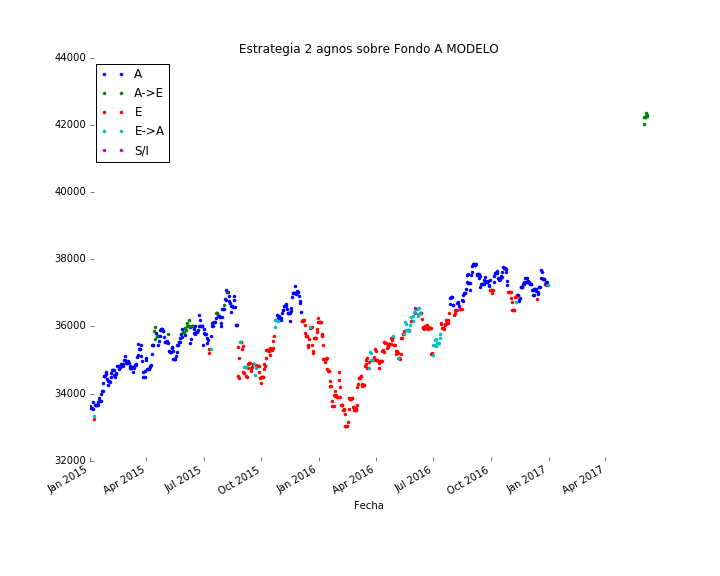 Estrategia 2 agnos sobre Fondo A MODELO
44000
42000
40000
38000
36000
34000
32000
A
A->E
E
E->A
S/I
Jan 2015
Apr 2015
Jul 2015
Oct 2015
Jan 2016
Apr 2016
Jul 2016
Oct 2016
Jan 2017
Apr 2017
Fecha